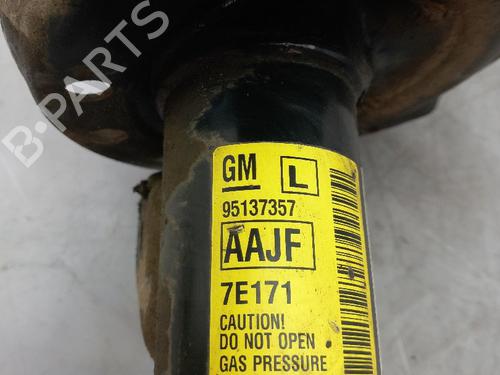 B-PARTS
GM L
95137357
AAJF
7E171
CAUTION!
DO NOT OPEN
GAS PRESSURE